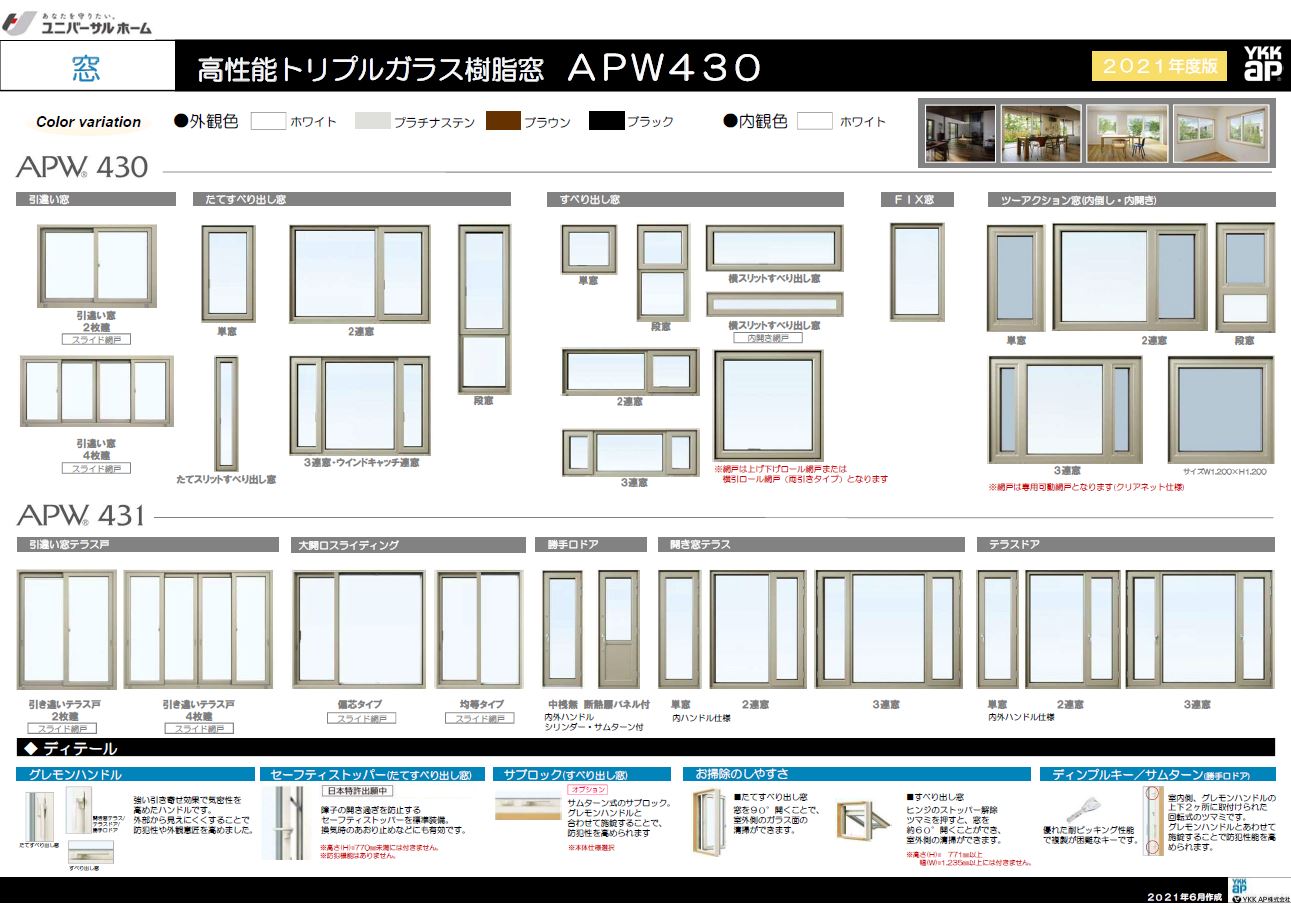 あなたを守りたい。
ユニバーサルホーム
窓
高性能トリプルガラス樹脂窓 APW430
2021年度版
YKK
ap
Color variation
●外観色 ホワイト プラチナステン ブラウン ブラック
●内観色 ホワイト
APW® 430
引違い窓
たてすべり出し窓
すべり出し窓
FIX窓
ツーアクション窓(内倒し・内開き)
引違い窓
2枚建
スライド網戸
引違い窓
4枚建
スライド網戸
単窓
2連窓
段窓
たてスリットすべり出し窓
3連窓・ウインドキャッチ連窓
単窓
段窓
横スリットすべり出し窓
横スリットすべり出し窓
内開き網戸
2連窓
3連窓
※網戸は上げ下げロール網戸または
横引ロール網戸(両引きタイプ)となります
単窓
2連窓
段窓
3連窓
サイズW1.200×H1.200
※網戸は専用可動網戸となります(クリアネット仕様)
APW® 431
引違い窓テラス戸
大開口スライディング
勝手口ドア
開き窓テラス
テラスドア
引き違いテラス戸
2枚建
スライド網戸
引き違いテラス戸
4枚建
スライド網戸
偏芯タイプ
スライド網戸
均等タイプ
スライド網戸
中桟無 断熱腰パネル付
内外ハンドル
シリンダー・サムターン付
単窓
2連窓
3連窓
内ハンドル仕様
単窓
2連窓
3連窓
内外ハンドル仕様
◆ ディテール
グレモンハンドル
たてすべり出し窓
開き窓テラス/
テラスドア/
勝手口ドア
すべり出し窓
強い引き寄せ効果で気密性を
高めたハンドルです。
外部から見えにくくすることで
防犯性や外観意匠を高めました。
セーフティストッパー(たてすべり出し窓)
日本特許出願中
障子の開き過ぎを防止する
セーフティストッパーを標準装備。
換気時のあおり止めなどにも有効です。
※高さ(H)=770㎜未満には付きません。
※防犯機能はありません。
サブロック(すべり出し窓)
オプション
サムターン式のサブロック。
グレモンハンドルと
合わせて施錠することで、
防犯性を高められます
※本体仕様選択
お掃除のしやすさ
■たてすべり出し窓
窓を90°開くことで、
室外側のガラス面の
清掃ができます。
■すべり出し窓
ヒンジのストッパー解除
ツマミを押すと、窓を
約60°開くことができ、
室外側の清掃ができます。
※高さ(H)= 771㎜以上
幅(W)=1,235㎜以上には付きません。
ディンプルキー/サムターン(勝手口ドア)
優れた耐ピッキング性能
で複製が困難なキーです。
室内側、グレモンハンドルの
上下2ヶ所に取付けられた
回転式のツマミです。
グレモンハンドルとあわせて
施錠することで防犯性能を高
められます。
2021年6月作成
YKK
ap
YKK AP株式会社